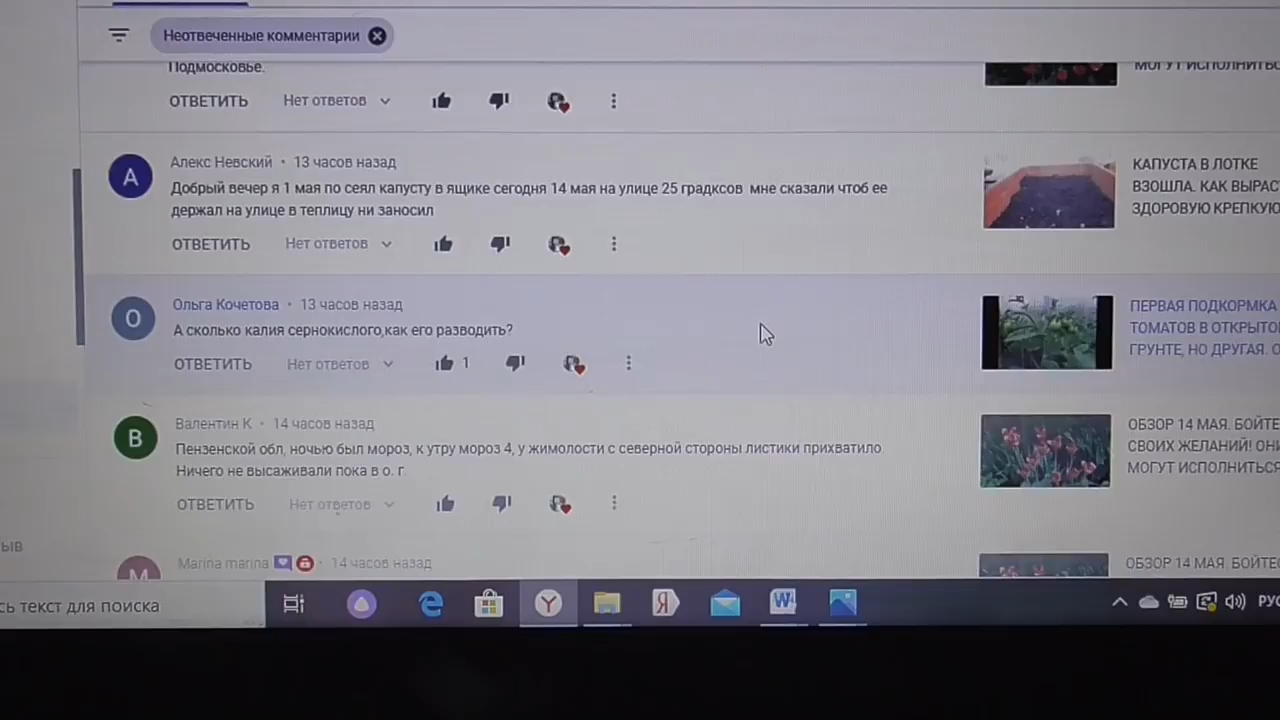 Неотвеченные комментарии
Подмосковье.
МОГУТ ИСПОЛНИТЬС
ОТВЕТИТЬ Нет ответов
А
Алекс Невский • 13 часов назад
Добрый вечер я 1 мая по сеял капусту в ящике сегодня 14 мая на улице 25 градксов мне сказали чтоб ее
держал на улице в теплицу ни заносил
ОТВЕТИТЬ Нет ответов
КАПУСТА В ЛОТКЕ
ВЗОШЛА. КАК ВЫРАС
ЗДОРОВУЮ КРЕПКУЮ
О
Ольга Кочетова • 13 часов назад
А сколько калия сернокислого,как его разводить?
ОТВЕТИТЬ Нет ответов 1
ПЕРВАЯ ПОДКОРМКА
ТОМАТОВ В ОТКРЫТО
ГРУНТЕ, НО ДРУГАЯ. О
В
Валентин К • 14 часов назад
Пензенской обл, ночью был мороз, к утру мороз 4, у жимолости с северной стороны листики прихватило
Ничего не высаживали пока в о. г.
ОТВЕТИТЬ Нет ответов
ОБЗОР 14 МАЯ. БОЙТЕ
СВОИХ ЖЕЛАНИЙ! ОНИ
МОГУТ ИСПОЛНИТЬСЯ
ыв
M
Marina marina • 14 часов назад
ОБЗОР 14 МАЯ. БОЙТЕС
сь текст для поиска
Y
Я
W
РУС